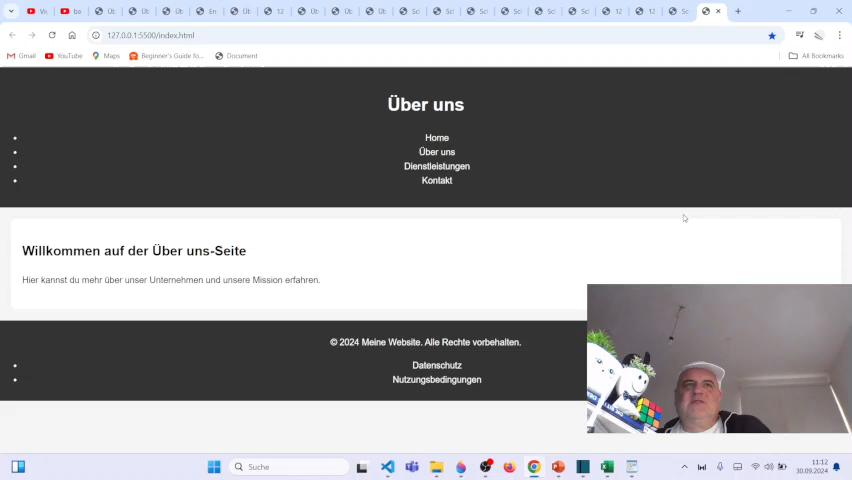 127.0.0.1:5500/index.html
Gmail
YouTube
Maps
Beginner's Guide fo...
Document
All Bookmarks
Über uns
Home
Über uns
Dienstleistungen
Kontakt
Willkommen auf der Über uns-Seite
Hier kannst du mehr über unser Unternehmen und unsere Mission erfahren.
© 2024 Meine Website. Alle Rechte vorbehalten.
Datenschutz
Nutzungsbedingungen
Suche
11:12
30.09.2024